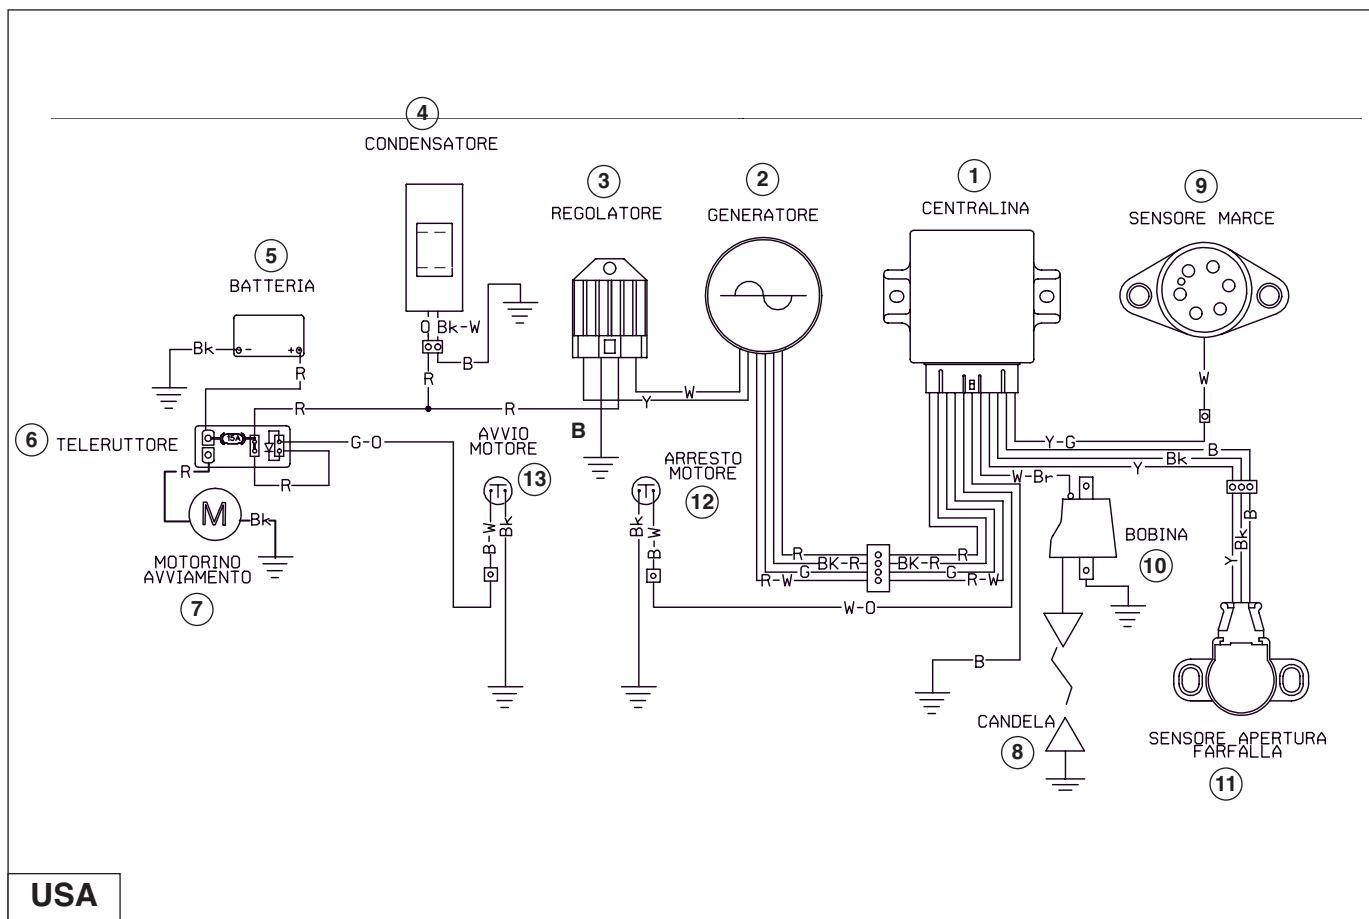 4
CONDENSATORE
3
REGOLATORE
2
GENERATORE
1
CENTRALINA
9
SENSORE MARCE
5
BATTERIA
Bk
-
+
R
O
Bk-W
R
B
W
Y
W
R
R
B
6
TELERUTTORE
15A
G-O
R
R
AVVIO
MOTORE
13
ARRESTO
MOTORE
12
Y-G
B
Bk
Y
W-Br
M
Bk
MOTORINO
AVVIAMENTO
7
B-W
Bk
Bk
B-W
R
BK-R
G
R-W
R
BK-R
G
R-W
W-O
B
BOBINA
10
Y
Bk
B
CANDELA
8
SENSORE APERTURA
FARFALLA
11
USA